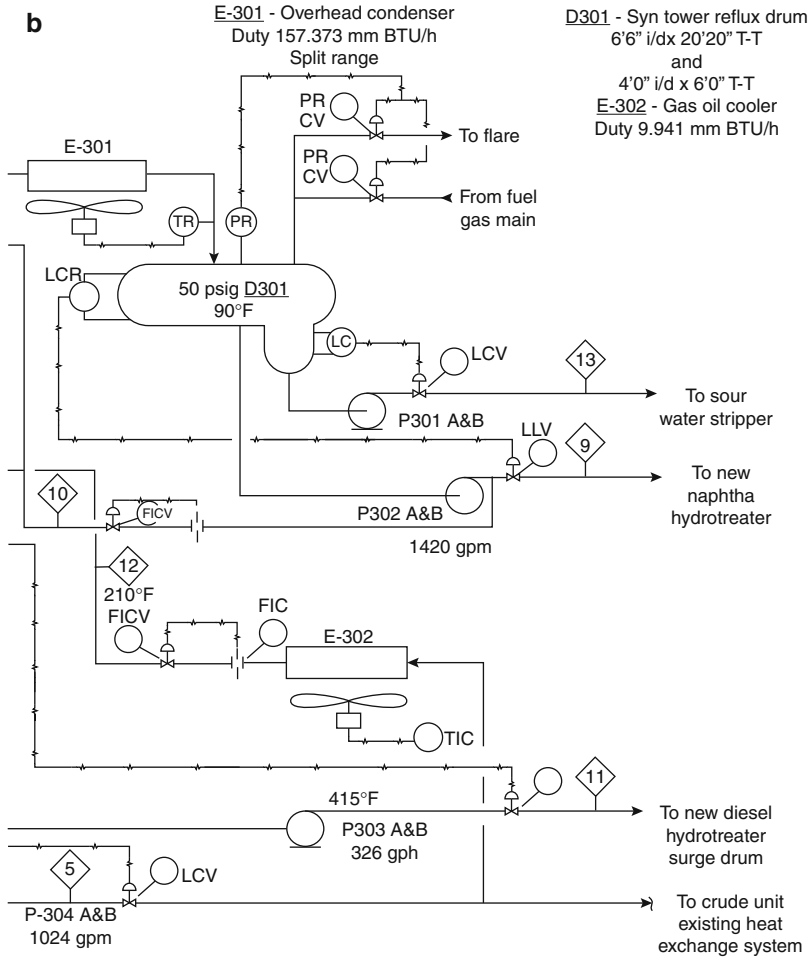 b
E-301 - Overhead condenser
Duty 157.373 mm BTU/h
Split range
D301 - Syn tower reflux drum
6'6" i/dx 20'20" T-T
and
4'0" i/d x 6'0" T-T
E-302 - Gas oil cooler
Duty 9.941 mm BTU/h
PR
CV
To flare
E-301
PR
CV
From fuel
gas main
TR
PR
LCR
50 psig D301
90°F
LC
LCV
13
P301 A&B
To sour
water stripper
LLV
9
10
FICV
P302 A&B
To new
naphtha
hydrotreater
1420 gpm
12
210°F
FICV
FIC
E-302
TIC
11
415°F
P303 A&B
326 gph
To new diesel
hydrotreater
surge drum
5
LCV
P-304 A&B
1024 gpm
To crude unit
existing heat
exchange system